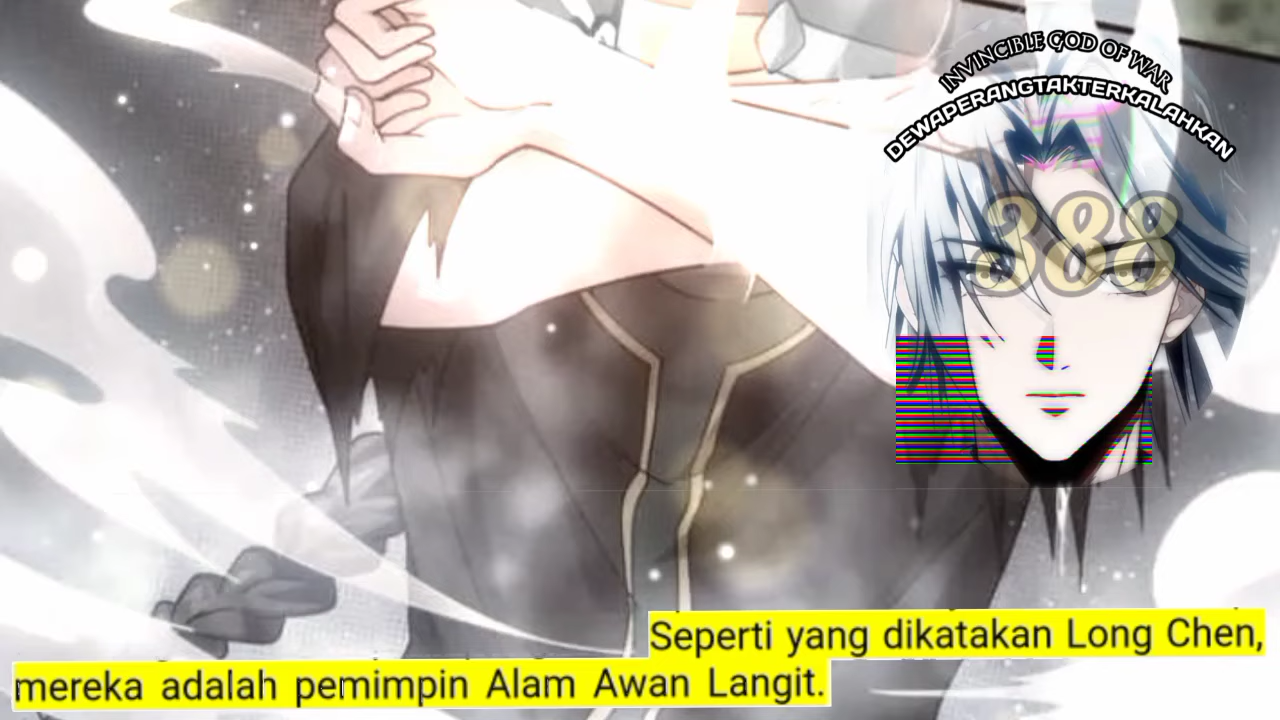 INVINCIBLE GOD OF WAR
DEWAPERANGTAKTERKALAHKAN
388
Seperti yang dikatakan Long Chen,
mereka adalah pemimpin Alam Awan Langit.